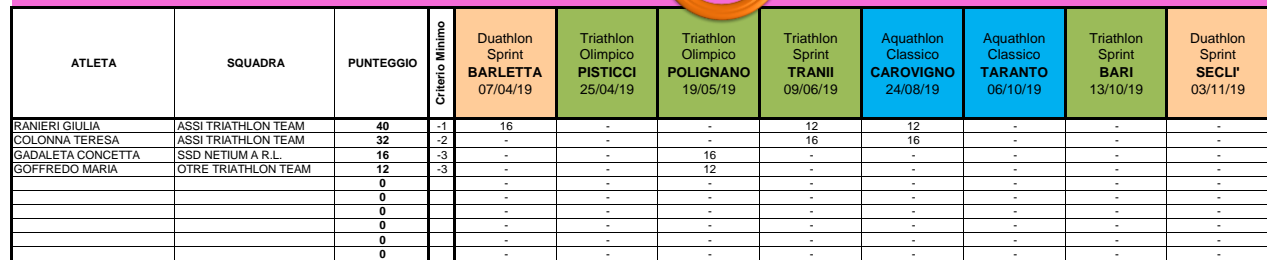 ATLETA SQUADRA PUNTEGGIO Criterio Minimo Duathlon Sprint BARLETTA 07/04/19 Triathlon Olimpico PISTICCI 25/04/19 Triathlon Olimpico POLIGNANO 19/05/19 Triathlon Sprint TRANII 09/06/19 Aquathlon Classico CAROVIGNO 24/08/19 Aquathlon Classico TARANTO 06/10/19 Triathlon Sprint BARI 13/10/19 Duathlon Sprint SECLI' 03/11/19
RANIERI GIULIA ASSI TRIATHLON TEAM 40 -1 16 - - 12 12 - - -
COLONNA TERESA ASSI TRIATHLON TEAM 32 -2 - - - 16 16 - - -
GADALETA CONCETTA SSD NETIUM A R.L. 16 -3 - - 16 - - - - -
GOFFREDO MARIA OTRE TRIATHLON TEAM 12 -3 - - 12 - - - - -
0 - - - - - - - -
0 - - - - - - - -
0 - - - - - - - -
0 - - - - - - - -
0 - - - - - - - -
0 - - - - - - - -